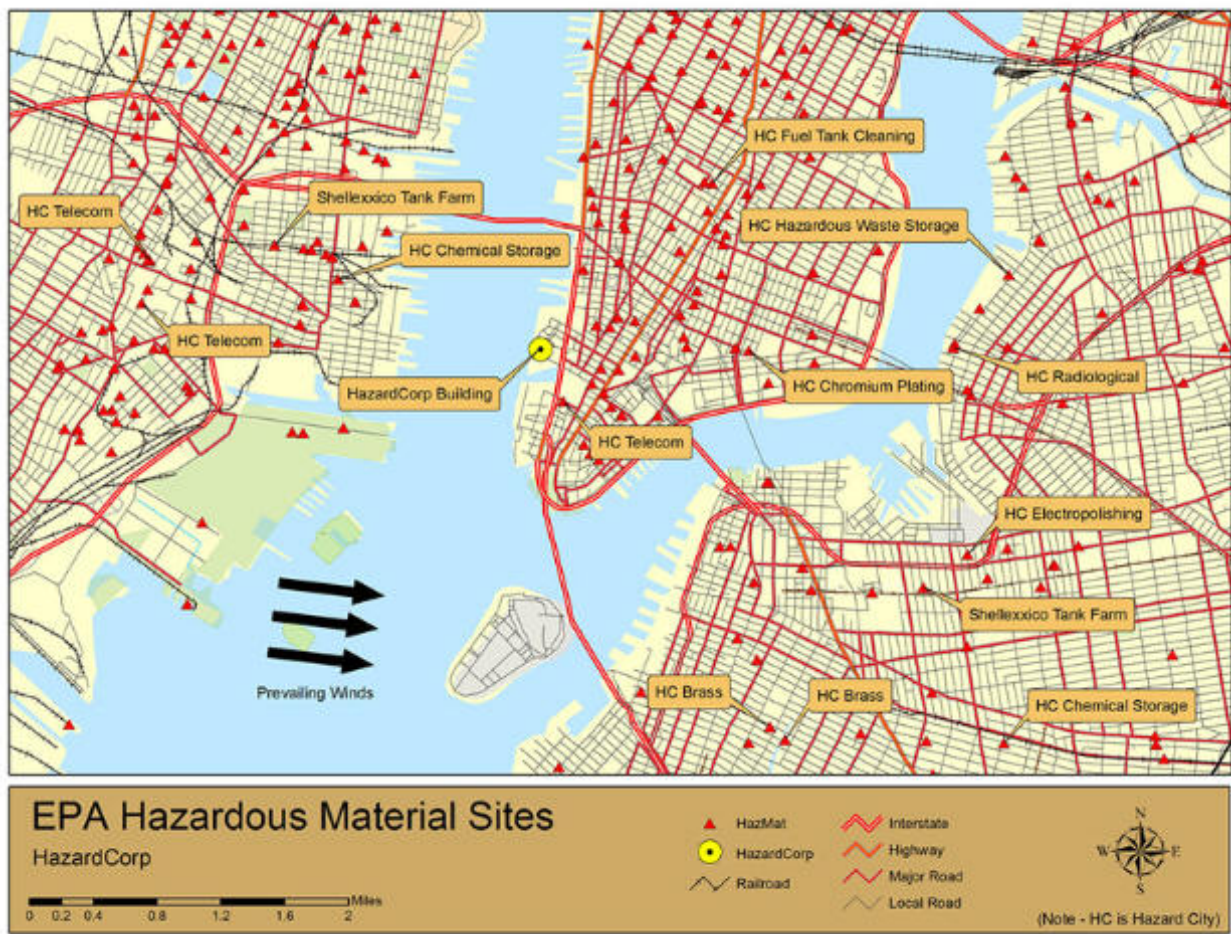 HC Fuel Tank Cleaning
Shellexxico Tank Farm
HC Telecom
HC Hazardous Waste Storage
HC Chemical Storage
HC Telecom
HC Radiological
HazardCorp Building
HC Chromium Plating
HC Telecom
HC Electropolishing
Shellexxico Tank Farm
Prevailing Winds
HC Brass
HC Brass
HC Chemical Storage
EPA Hazardous Material Sites
HazardCorp
HazMat
HazardCorp
Railroad
Interstate
Highway
Major Road
Local Road
N
W
E
S
Miles
0 0.2 0.4 0.8 1.2 1.6 2
(Note - HC is Hazard City)